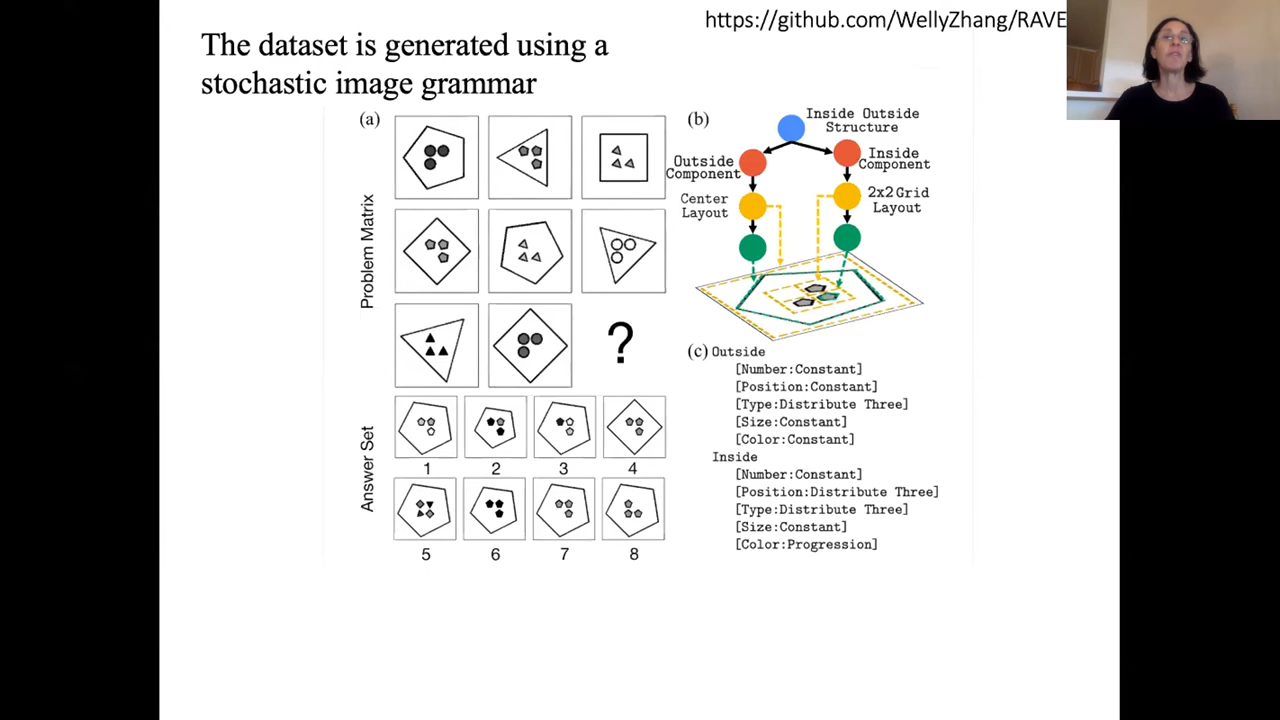 https://github.com/WellyZhang/RAVE
The dataset is generated using a
stochastic image grammar
(a)
Problem Matrix
?
Answer Set
1 2 3 4
5 6 7 8
(b)
Inside Outside
Structure
Outside
Component
Inside
Component
Center
Layout
2x2 Grid
Layout
(c) Outside
[Number:Constant]
[Position:Constant]
[Type:Distribute Three]
[Size:Constant]
[Color:Constant]
Inside
[Number:Constant]
[Position:Distribute Three]
[Type:Distribute Three]
[Size:Constant]
[Color:Progression]